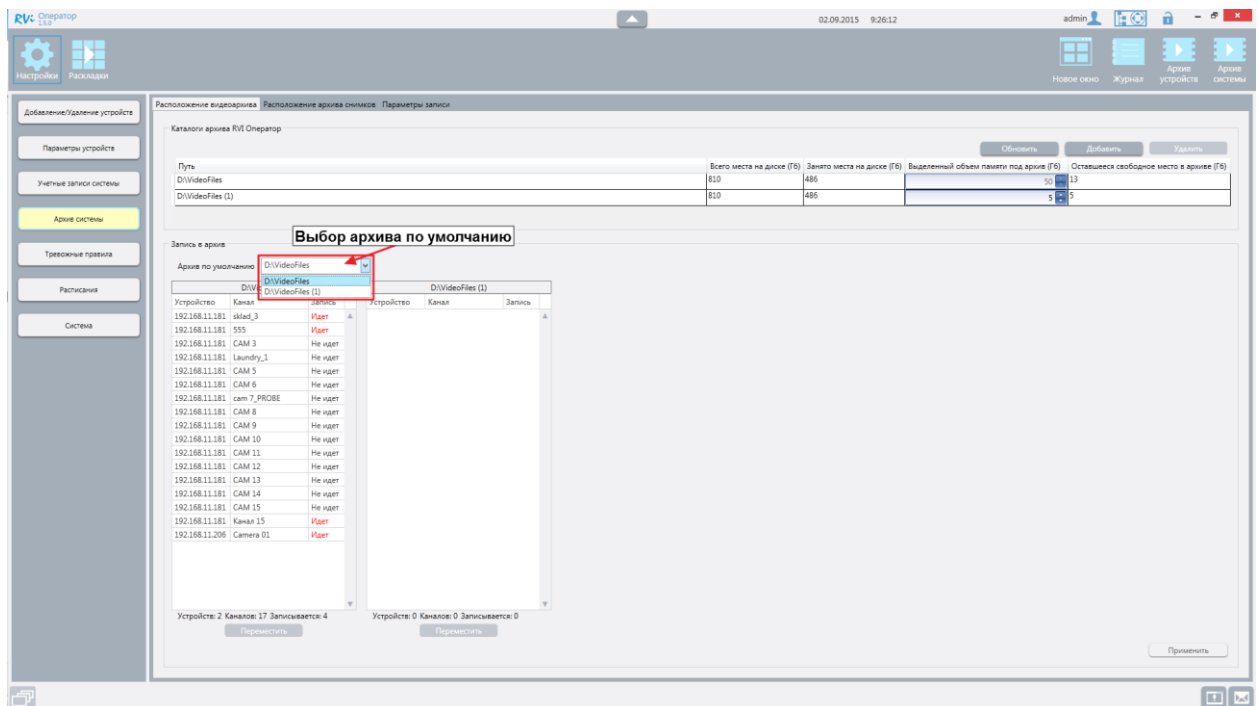 RVi Оператор
1.5.0
02.09.2015 9:26:12
admin
Настройки Раскладки
Новое окно Журнал Архив устройств Архив системы
Добавление/Удаление устройств
Параметры устройств
Учетные записи системы
Архив системы
Тревожные правила
Расписания
Система
Расположение видеоархива Расположение архива снимков Параметры записи
Каталоги архива RVI Оператор
Обновить Добавить Удалить
Путь Всего места на диске (Гб) Занято места на диске (Гб) Выделенный объем памяти под архив (Гб) Оставшееся свободное место в архиве (Гб)
D:\VideoFiles 810 486 50 13
D:\VideoFiles (1) 810 486 5 5
Запись в архив
Выбор архива по умолчанию
Архив по умолчанию D:\VideoFiles
D:\VideoFiles
D:\VideoFiles (1)
D:\Vi D:\VideoFiles (1)
Устройство Канал Запись Устройство Канал Запись
192.168.11.181 sklad_3 Идет
192.168.11.181 555 Идет
192.168.11.181 CAM 3 Не идет
192.168.11.181 Laundry_1 Не идет
192.168.11.181 CAM 5 Не идет
192.168.11.181 CAM 6 Не идет
192.168.11.181 cam 7_PROBE Не идет
192.168.11.181 CAM 8 Не идет
192.168.11.181 CAM 9 Не идет
192.168.11.181 CAM 10 Не идет
192.168.11.181 CAM 11 Не идет
192.168.11.181 CAM 12 Не идет
192.168.11.181 CAM 13 Не идет
192.168.11.181 CAM 14 Не идет
192.168.11.181 CAM 15 Не идет
192.168.11.181 Канал 15 Идет
192.168.11.206 Camera 01 Идет
Устройств: 2 Каналов: 17 Записывается: 4 Устройств: 0 Каналов: 0 Записывается: 0
Переместить Переместить
Применить